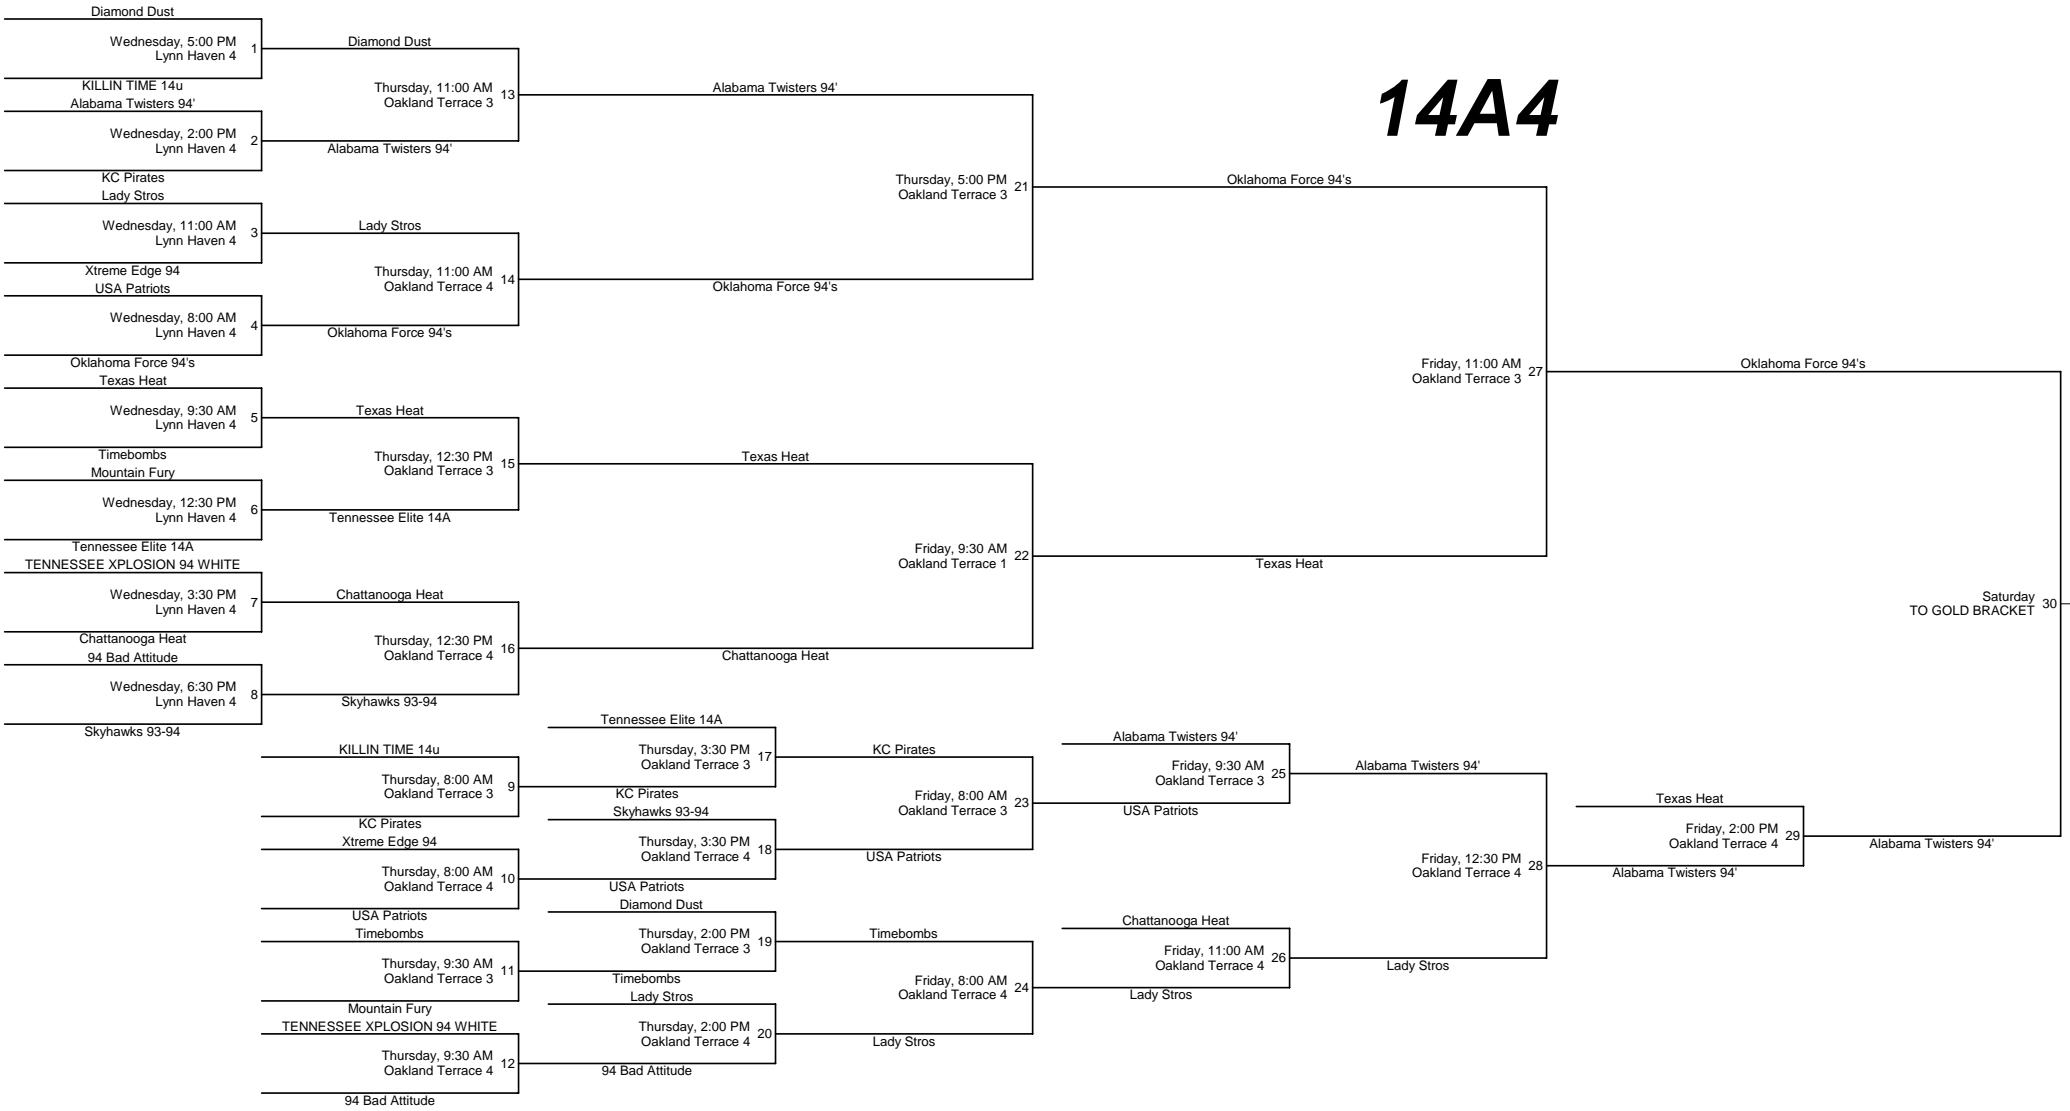 14A4
Diamond Dust
Wednesday, 5:00 PM
Lynn Haven 4
1
KILLIN TIME 14u
Alabama Twisters 94'
Wednesday, 2:00 PM
Lynn Haven 4
2
KC Pirates
Lady Stros
Wednesday, 11:00 AM
Lynn Haven 4
3
Xtreme Edge 94
USA Patriots
Wednesday, 8:00 AM
Lynn Haven 4
4
Oklahoma Force 94's
Texas Heat
Wednesday, 9:30 AM
Lynn Haven 4
5
Timebombs
Mountain Fury
Wednesday, 12:30 PM
Lynn Haven 4
6
Tennessee Elite 14A
TENNESSEE XPLOSION 94 WHITE
Wednesday, 3:30 PM
Lynn Haven 4
7
Chattanooga Heat
94 Bad Attitude
Wednesday, 6:30 PM
Lynn Haven 4
8
Skyhawks 93-94
Diamond Dust
Thursday, 11:00 AM
Oakland Terrace 3
13
Alabama Twisters 94'
Lady Stros
Thursday, 11:00 AM
Oakland Terrace 4
14
Oklahoma Force 94's
Texas Heat
Thursday, 12:30 PM
Oakland Terrace 3
15
Tennessee Elite 14A
Chattanooga Heat
Thursday, 12:30 PM
Oakland Terrace 4
16
Skyhawks 93-94
KILLIN TIME 14u
Thursday, 8:00 AM
Oakland Terrace 3
9
KC Pirates
Xtreme Edge 94
Thursday, 8:00 AM
Oakland Terrace 4
10
USA Patriots
Timebombs
Thursday, 9:30 AM
Oakland Terrace 3
11
Mountain Fury
TENNESSEE XPLOSION 94 WHITE
Thursday, 9:30 AM
Oakland Terrace 4
12
94 Bad Attitude
Alabama Twisters 94'
Thursday, 5:00 PM
Oakland Terrace 3
21
Oklahoma Force 94's
Texas Heat
Friday, 9:30 AM
Oakland Terrace 1
22
Chattanooga Heat
Tennessee Elite 14A
Thursday, 3:30 PM
Oakland Terrace 3
17
KC Pirates
Skyhawks 93-94
Thursday, 3:30 PM
Oakland Terrace 4
18
USA Patriots
Diamond Dust
Thursday, 2:00 PM
Oakland Terrace 3
19
Timebombs
Lady Stros
Thursday, 2:00 PM
Oakland Terrace 4
20
94 Bad Attitude
KC Pirates
Friday, 8:00 AM
Oakland Terrace 3
23
USA Patriots
Timebombs
Friday, 8:00 AM
Oakland Terrace 4
24
Lady Stros
Oklahoma Force 94's
Friday, 11:00 AM
Oakland Terrace 3
27
Texas Heat
Alabama Twisters 94'
Friday, 9:30 AM
Oakland Terrace 3
25
USA Patriots
Chattanooga Heat
Friday, 11:00 AM
Oakland Terrace 4
26
Lady Stros
Alabama Twisters 94'
Friday, 12:30 PM
Oakland Terrace 4
28
Lady Stros
Texas Heat
Friday, 2:00 PM
Oakland Terrace 4
29
Alabama Twisters 94'
Oklahoma Force 94's
Saturday
TO GOLD BRACKET
30
Alabama Twisters 94'